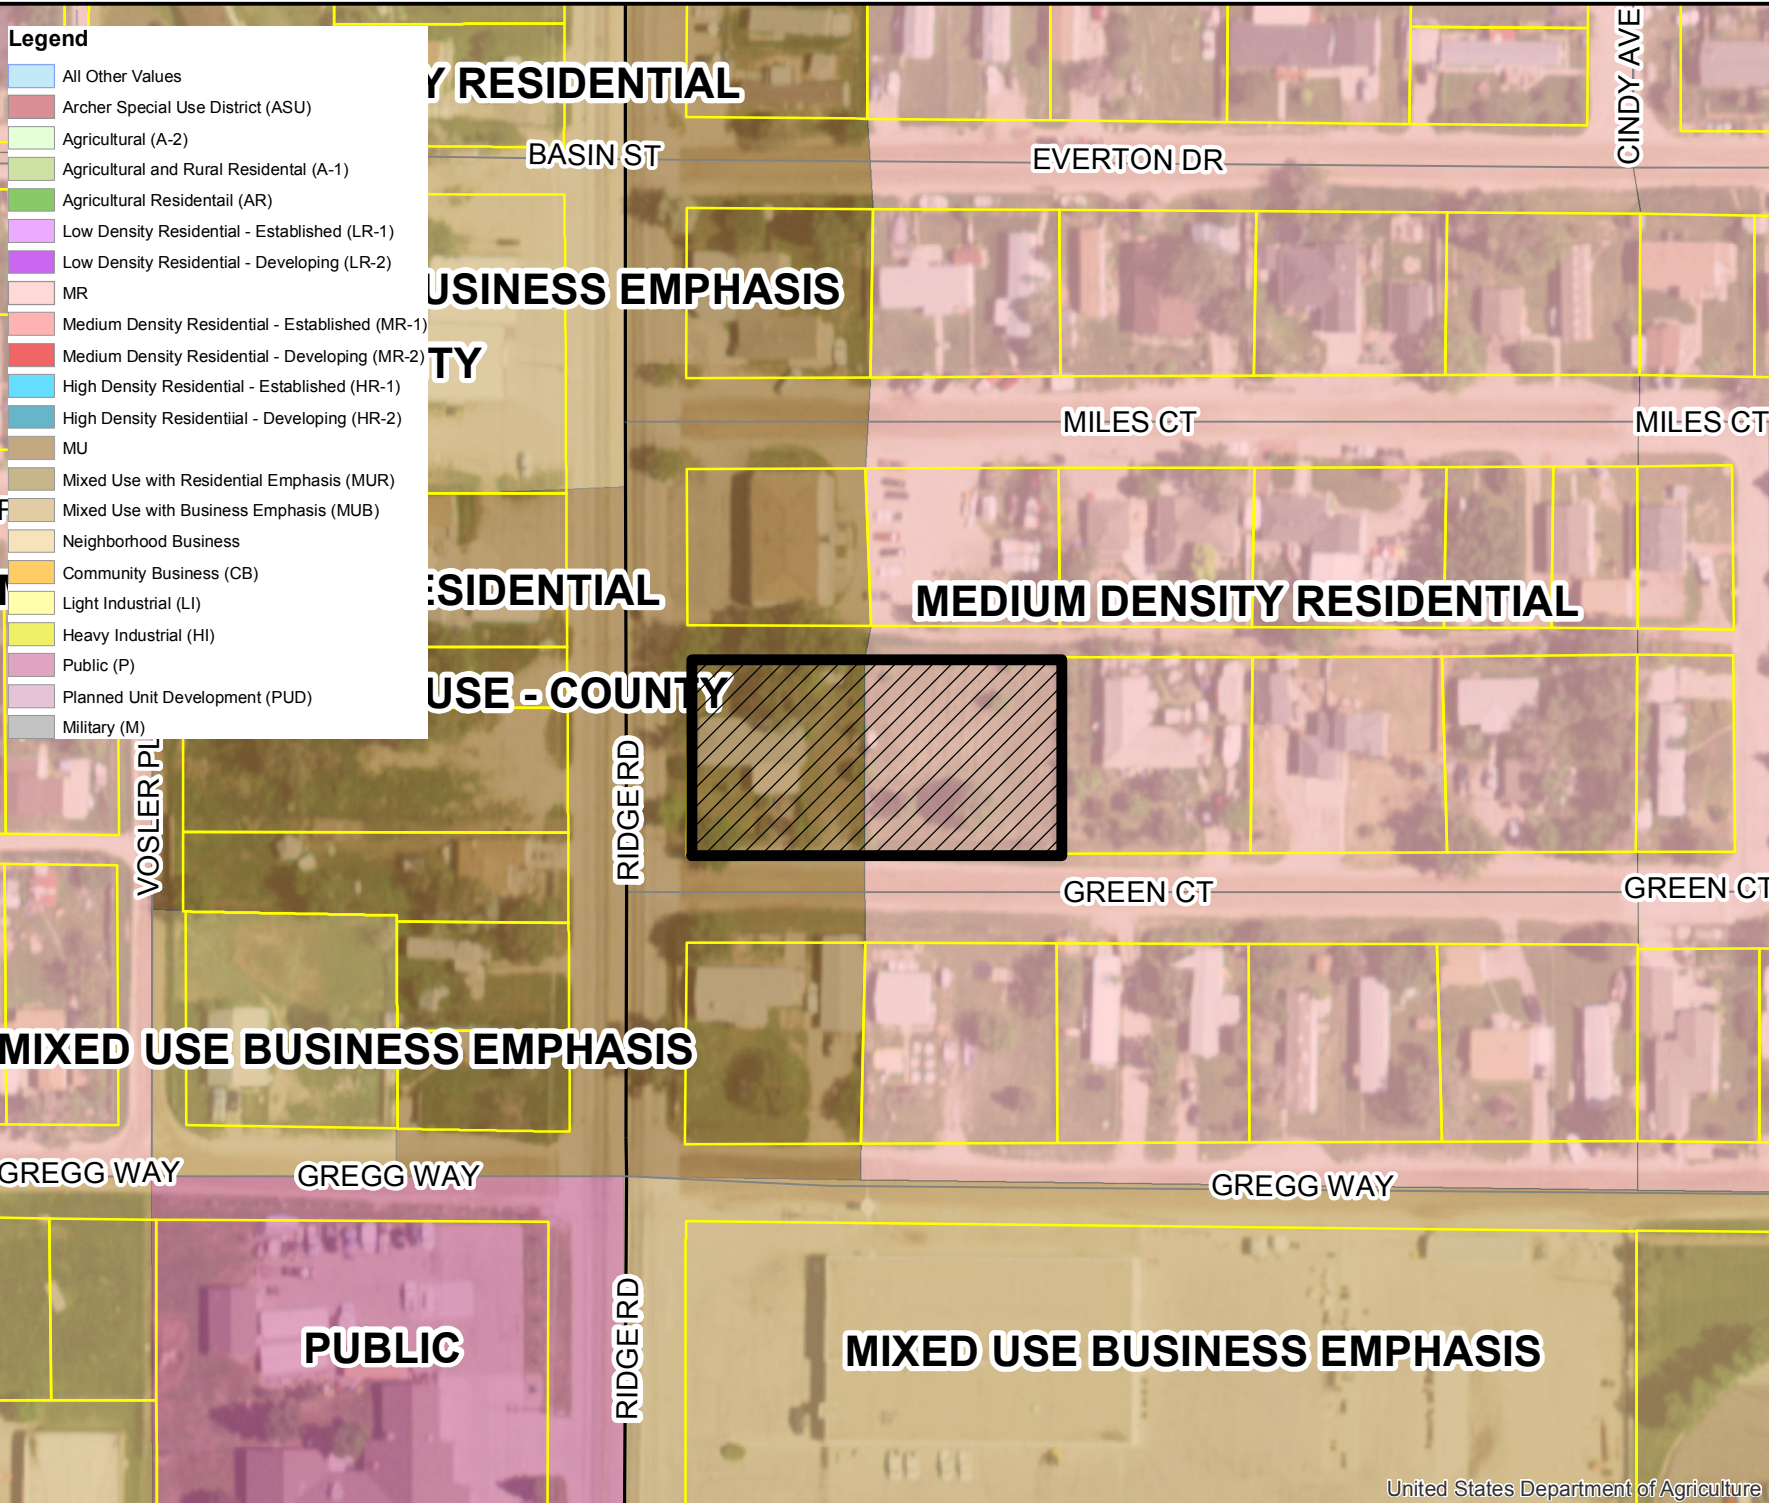 Legend
All Other Values
Archer Special Use District (ASU)
Agricultural (A-2)
Agricultural and Rural Residental (A-1)
Agricultural Residentail (AR)
Low Density Residential - Established (LR-1)
Low Density Residential - Developing (LR-2)
MR
Medium Density Residential - Established (MR-1)
Medium Density Residential - Developing (MR-2)
High Density Residential - Established (HR-1)
High Density Residentiial - Developing (HR-2)
MU
Mixed Use with Residential Emphasis (MUR)
Mixed Use with Business Emphasis (MUB)
Neighborhood Business
Community Business (CB)
Light Industrial (LI)
Heavy Industrial (HI)
Public (P)
Planned Unit Development (PUD)
Military (M)
Y RESIDENTIAL
CINDY AVE
BASIN ST
EVERTON DR
USINESS EMPHASIS
TY
MILES CT
MILES CT
ESIDENTIAL
MEDIUM DENSITY RESIDENTIAL
USE - COUNTY
VOSLER PL
RIDGE RD
GREEN CT
GREEN CT
MIXED USE BUSINESS EMPHASIS
GREGG WAY
GREGG WAY
GREGG WAY
RIDGE RD
PUBLIC
MIXED USE BUSINESS EMPHASIS
United States Department of Agriculture